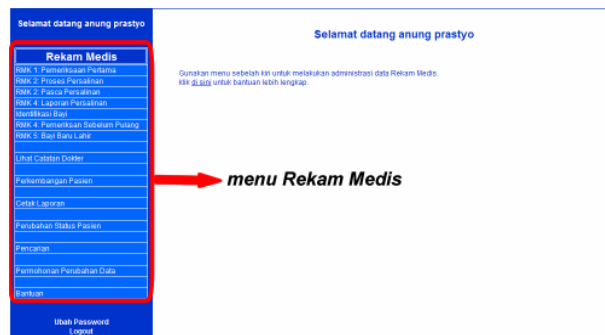 Selamat datang anung prastyo
Rekam Medis
RMK 1: Pemeriksaan Pertama
RMK 2: Proses Persalinan
RMK 2: Pasca Persalinan
RMK 4: Laporan Persalinan
Identifikasi Bayi
RMK 4: Pemeriksan Sebelum Pulang
RMK 5: Bayi Baru Lahir
Lihat Catatan Dokter
Perkembangan Pasien
Cetak Laporan
Perubahan Status Pasien
Pencarian
Permohonan Perubahan Data
Bantuan
Ubah Password
Logout
Selamat datang anung prastyo
Gunakan menu sebelah kiri untuk melakukan administrasi data Rekam Medis.
klik di sini untuk bantuan lebih lengkap.
menu Rekam Medis